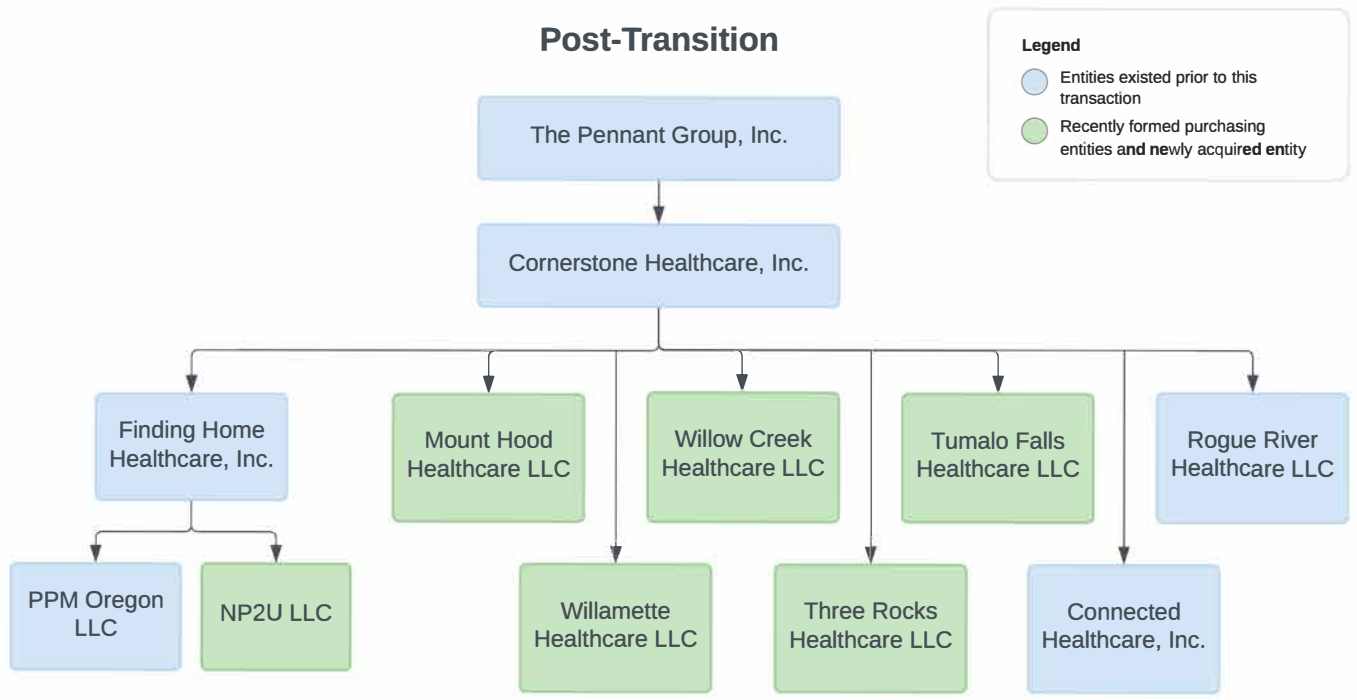 Post-Transition
Legend
Entities existed prior to this
transaction
Recently formed purchasing
entities and newly acquired entity
The Pennant Group, Inc.
Cornerstone Healthcare, Inc.
Finding Home
Healthcare, Inc.
Mount Hood
Healthcare LLC
Willow Creek
Healthcare LLC
Tumalo Falls
Healthcare LLC
Rogue River
Healthcare LLC
PPM Oregon
LLC
NP2U LLC
Willamette
Healthcare LLC
Three Rocks
Healthcare LLC
Connected
Healthcare, Inc.